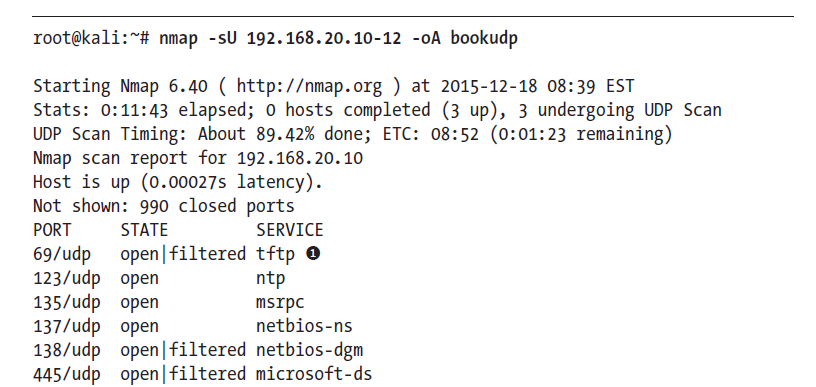 root@kali:~# nmap -sU 192.168.20.10-12 -oA bookudp
Starting Nmap 6.40 ( http://nmap.org ) at 2015-12-18 08:39 EST
Stats: 0:11:43 elapsed; 0 hosts completed (3 up), 3 undergoing UDP Scan
UDP Scan Timing: About 89.42% done; ETC: 08:52 (0:01:23 remaining)
Nmap scan report for 192.168.20.10
Host is up (0.00027s latency).
Not shown: 990 closed ports
PORT    STATE         SERVICE
69/udp  open|filtered tftp ❶
123/udp open          ntp
135/udp open          msrpc
137/udp open          netbios-ns
138/udp open|filtered netbios-dgm
445/udp open|filtered microsoft-ds